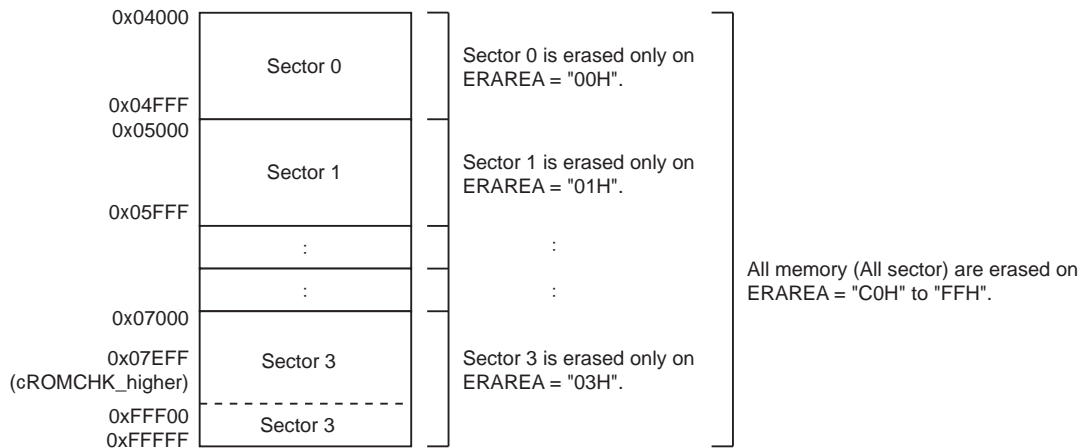 0x04000
Sector 0
Sector 0 is erased only on
ERAREA = "00H".
0x04FFF
0x05000
Sector 1
Sector 1 is erased only on
ERAREA = "01H".
0x05FFF
:
:
:
:
All memory (All sector) are erased on
ERAREA = "C0H" to "FFH".
0x07000
0x07EFF
(cROMCHK_higher)
Sector 3
Sector 3 is erased only on
ERAREA = "03H".
0xFFF00
Sector 3
0xFFFFF